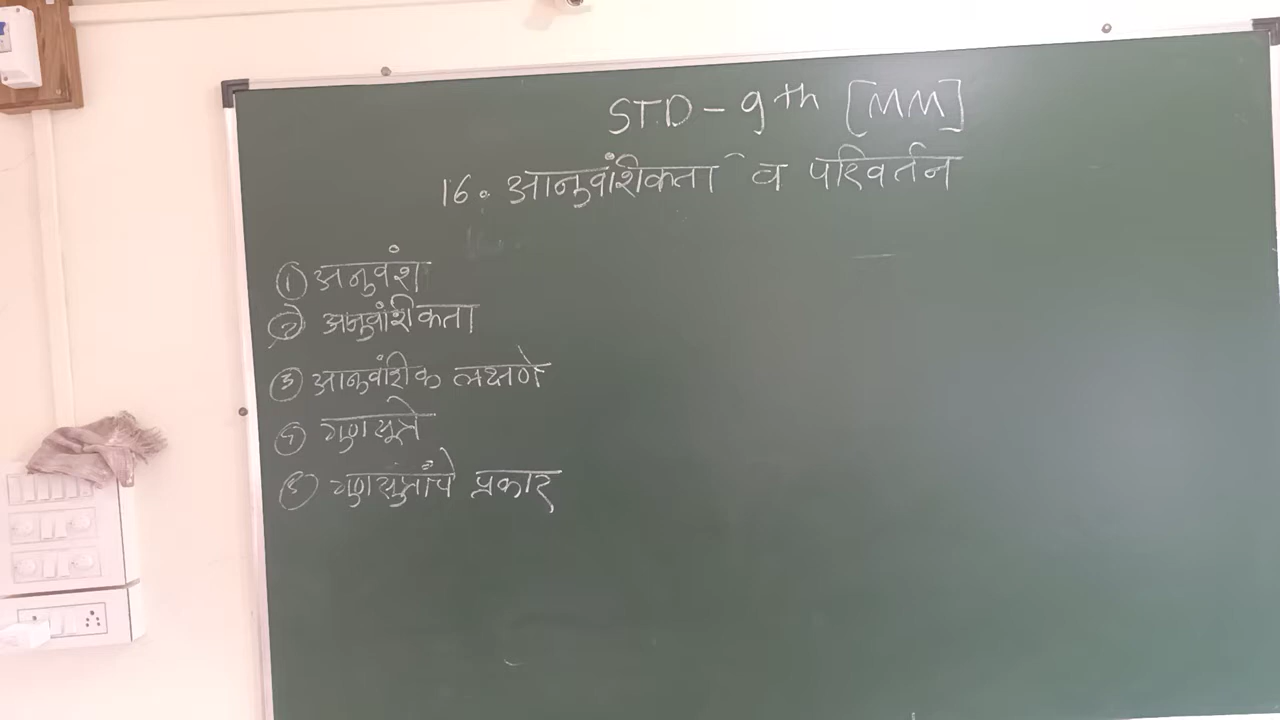 STD - 9th [MM]
16. आनुवांशिकता व परिवर्तन
① अनुवंश
② अनुवांशीकता
③ आनुवांशीक लक्षणे
④ गुणसूत्रे
⑤ गुणसुत्रांचे प्रकार